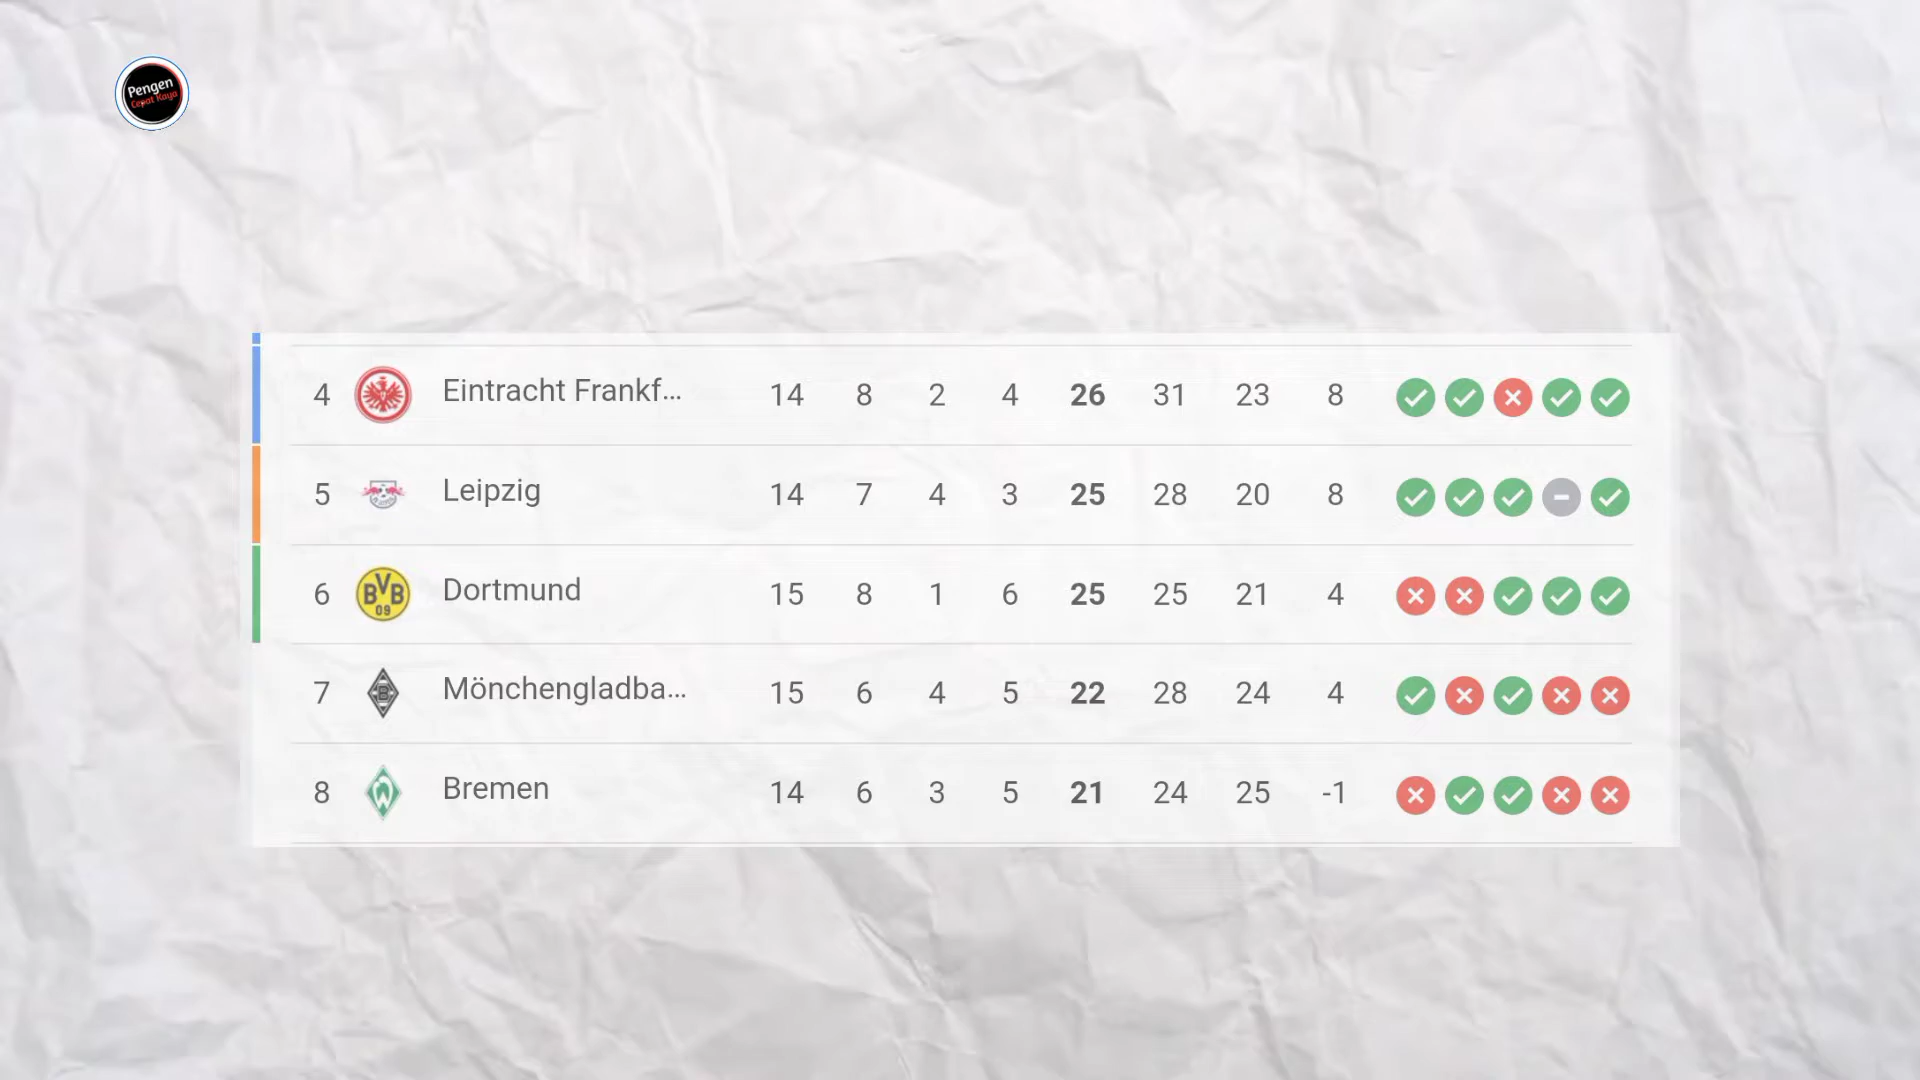 Pengen
Cepat Kaya
4 Eintracht Frankf... 14 8 2 4 26 31 23 8
5 Leipzig 14 7 4 3 25 28 20 8
6 BVB 09 Dortmund 15 8 1 6 25 25 21 4
7 B Mönchengladba... 15 6 4 5 22 28 24 4
8 W Bremen 14 6 3 5 21 24 25 -1